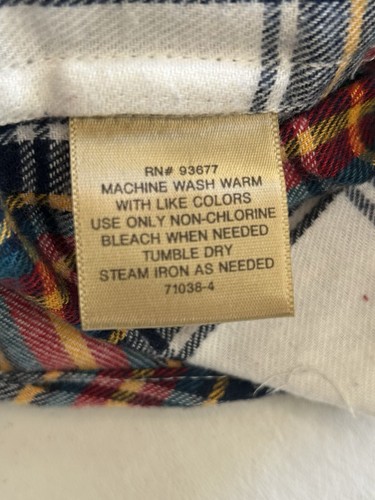 RN# 93677
MACHINE WASH WARM
WITH LIKE COLORS
USE ONLY NON-CHLORINE
BLEACH WHEN NEEDED
TUMBLE DRY
STEAM IRON AS NEEDED
71038-4